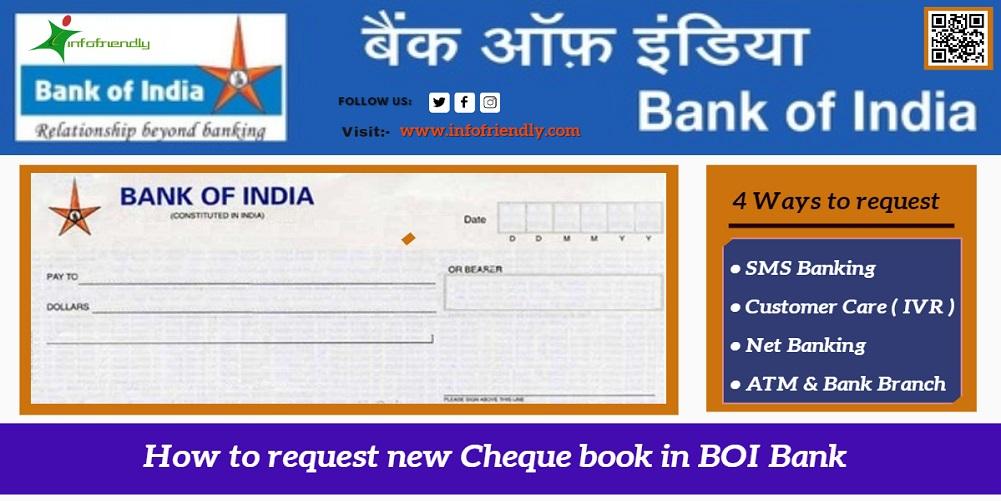 infofriendly
Bank of India
Relationship beyond banking
बैंक ऑफ़ इंडिया
Bank of India
FOLLOW US:
Visit:- www.infofriendly.com
BANK OF INDIA
(CONSTITUTED IN INDIA)
Date
D D M M Y Y
PAY TO
OR BEARER
DOLLARS
PLEASE SIGN ABOVE THIS LINE
4 Ways to request
• SMS Banking
• Customer Care ( IVR )
• Net Banking
• ATM & Bank Branch
How to request new Cheque book in BOI Bank